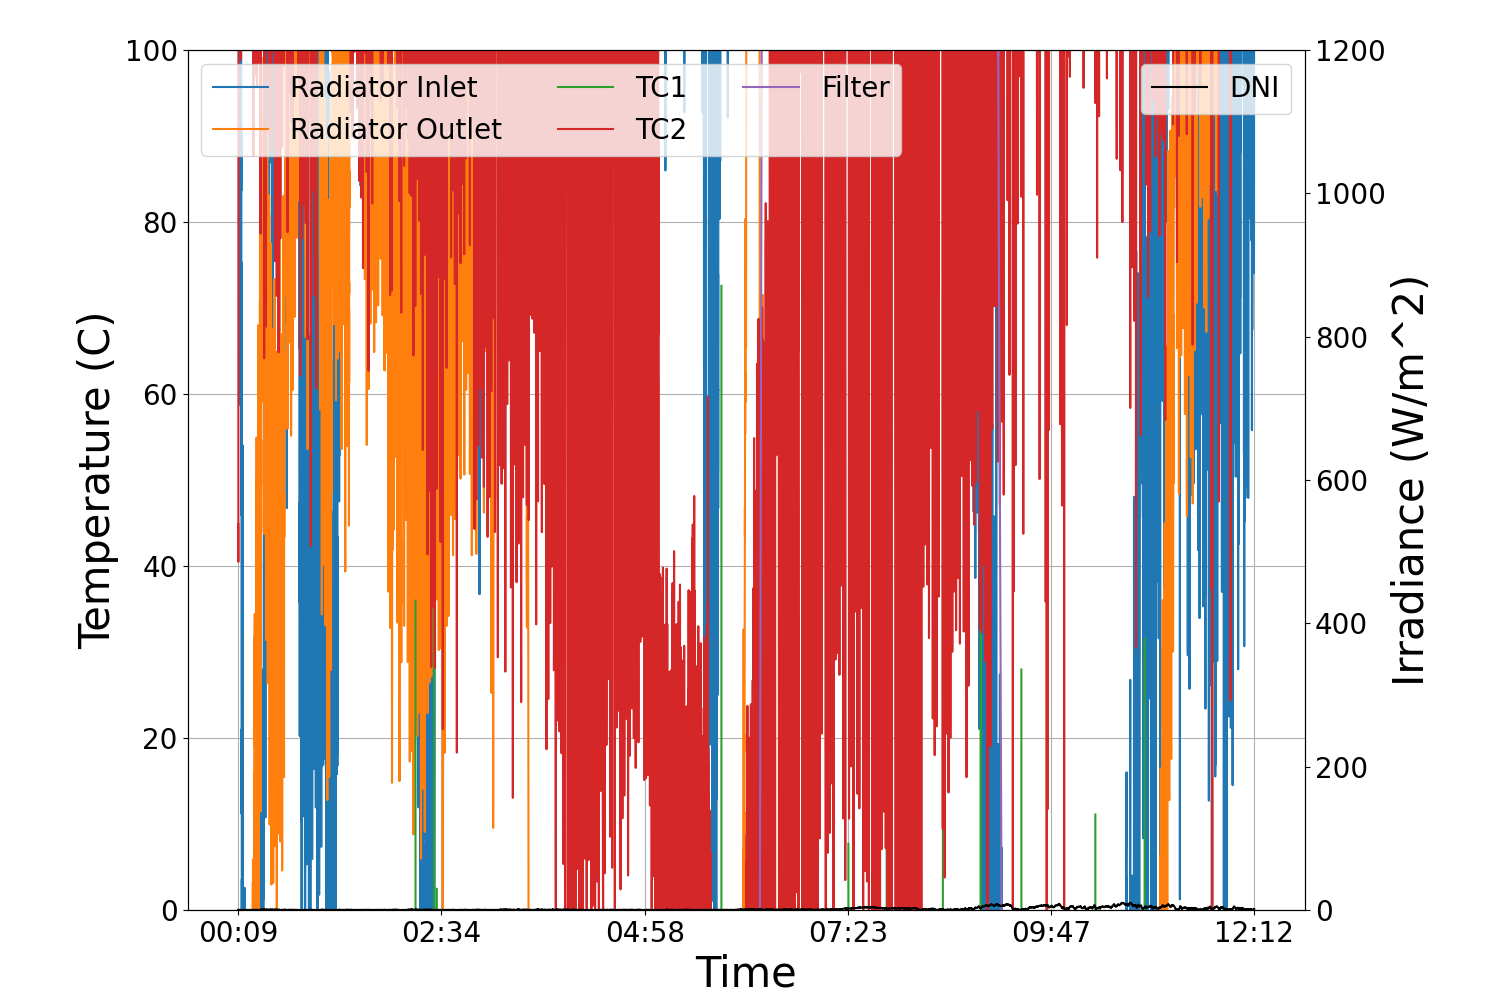 100
80
60
40
20
0
Temperature (C)
Radiator Inlet
Radiator Outlet
TC1
TC2
Filter
DNI
1200
1000
800
600
400
200
0
Irradiance (W/m^2)
00:09
02:34
04:58
07:23
09:47
12:12
Time